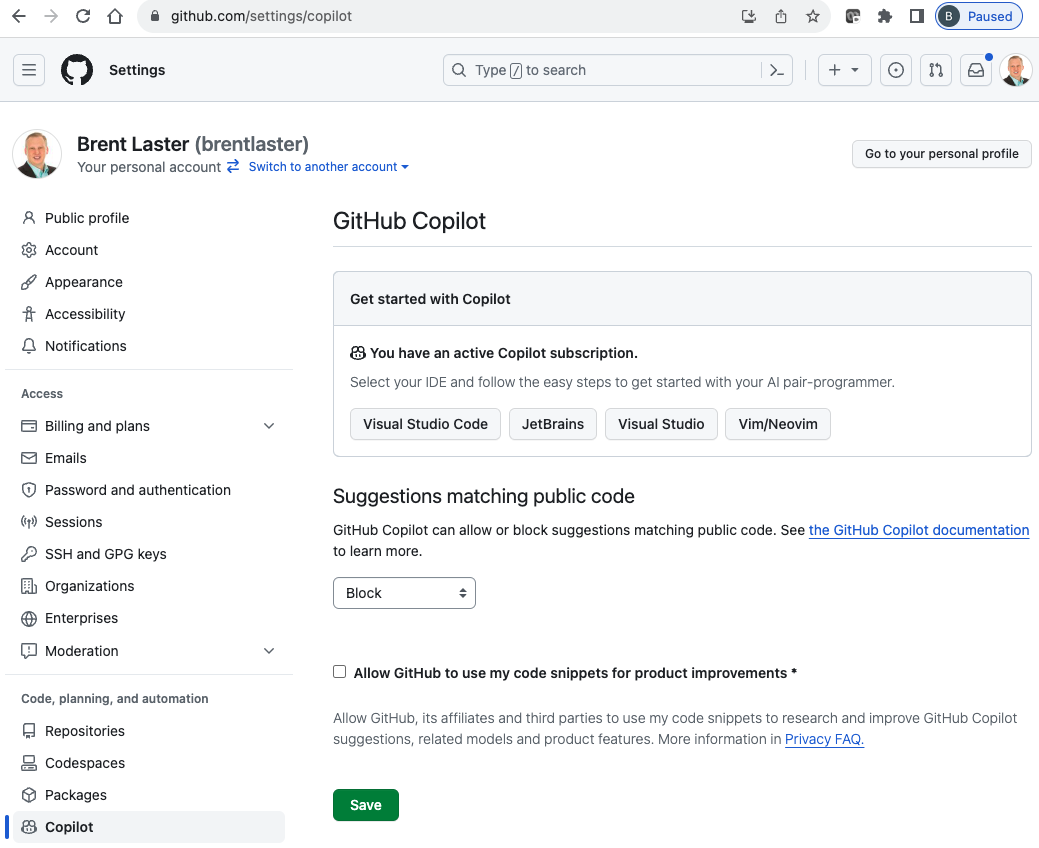 github.com/settings/copilot
B Paused
Settings
Type / to search
Brent Laster (brentlaster)
Your personal account Switch to another account
Go to your personal profile
Public profile
Account
Appearance
Accessibility
Notifications
Access
Billing and plans
Emails
Password and authentication
Sessions
SSH and GPG keys
Organizations
Enterprises
Moderation
Code, planning, and automation
Repositories
Codespaces
Packages
Copilot
GitHub Copilot
Get started with Copilot
You have an active Copilot subscription.
Select your IDE and follow the easy steps to get started with your AI pair-programmer.
Visual Studio Code JetBrains Visual Studio Vim/Neovim
Suggestions matching public code
GitHub Copilot can allow or block suggestions matching public code. See the GitHub Copilot documentation
to learn more.
Block
Allow GitHub to use my code snippets for product improvements *
Allow GitHub, its affiliates and third parties to use my code snippets to research and improve GitHub Copilot
suggestions, related models and product features. More information in Privacy FAQ.
Save